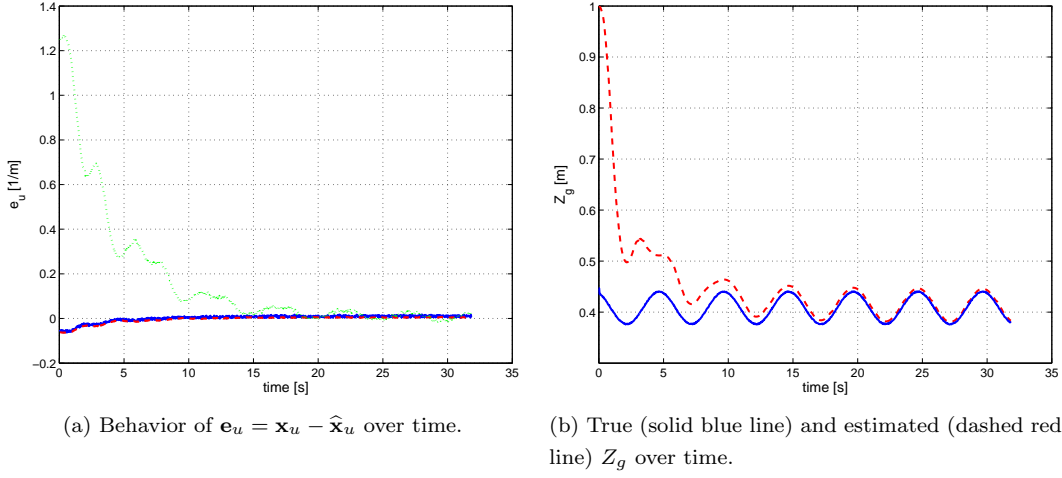 1.4
1.2
1
0.8
0.6
0.4
0.2
0
−0.2
e_u [1/m]
0 5 10 15 20 25 30 35
time [s]
(a) Behavior of e_u = x_u − x̂_u over time.
1
0.9
0.8
0.7
0.6
0.5
0.4
Z_g [m]
0 5 10 15 20 25 30 35
time [s]
(b) True (solid blue line) and estimated (dashed red
line) Z_g over time.